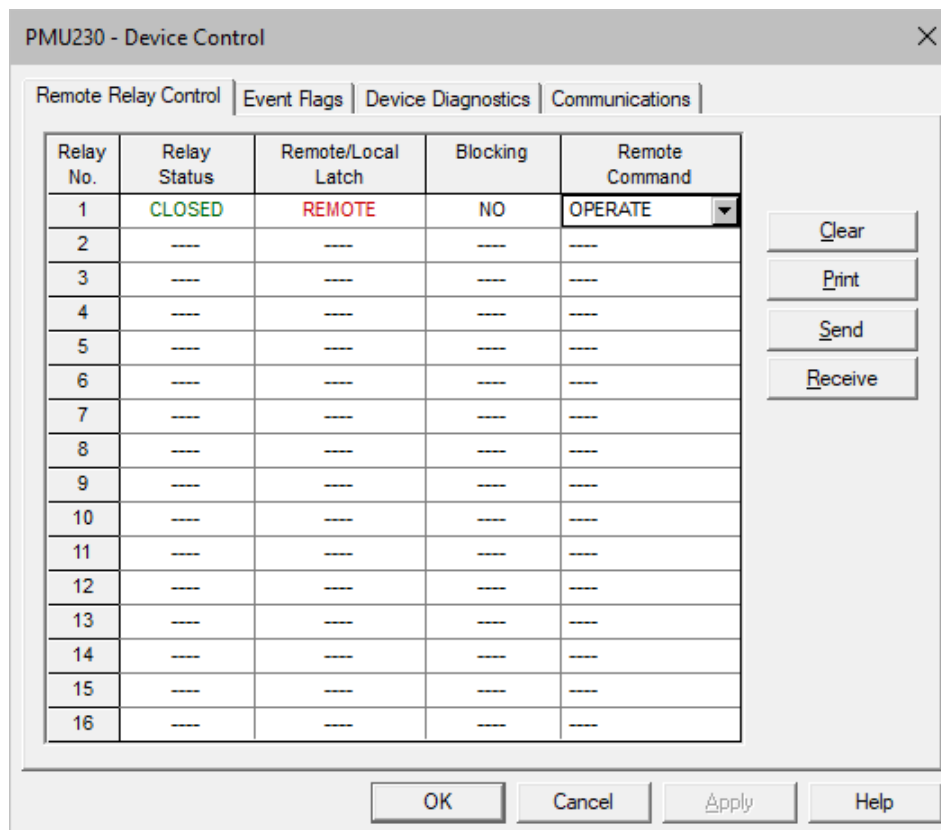 PMU230 - Device Control
Remote Relay Control Event Flags Device Diagnostics Communications
Relay No. Relay Status Remote/Local Latch Blocking Remote Command
1 CLOSED REMOTE NO OPERATE
2 ---- ---- ---- ----
3 ---- ---- ---- ----
4 ---- ---- ---- ----
5 ---- ---- ---- ----
6 ---- ---- ---- ----
7 ---- ---- ---- ----
8 ---- ---- ---- ----
9 ---- ---- ---- ----
10 ---- ---- ---- ----
11 ---- ---- ---- ----
12 ---- ---- ---- ----
13 ---- ---- ---- ----
14 ---- ---- ---- ----
15 ---- ---- ---- ----
16 ---- ---- ---- ----
Clear
Print
Send
Receive
OK Cancel Apply Help